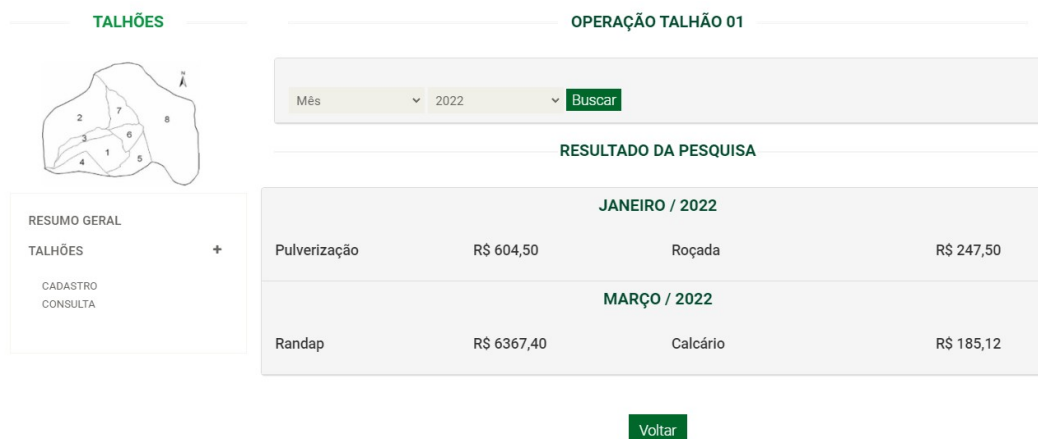 TALHÕES
N
2
7
8
3
6
1
4
5
RESUMO GERAL
TALHÕES +
CADASTRO
CONSULTA
OPERAÇÃO TALHÃO 01
Mês 2022 Buscar
RESULTADO DA PESQUISA
JANEIRO / 2022
Pulverização R$ 604,50 Roçada R$ 247,50
MARÇO / 2022
Randap R$ 6367,40 Calcário R$ 185,12
Voltar